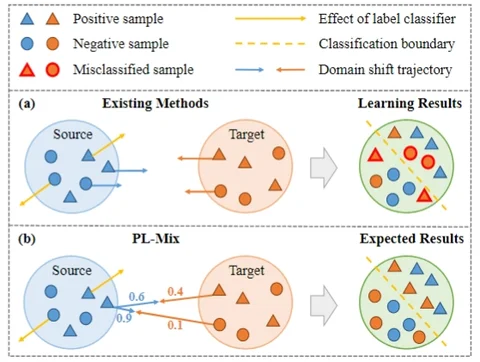 Positive sample
Effect of label classifier
Negative sample
Classification boundary
Misclassified sample
Domain shift trajectory
(a) Existing Methods Learning Results
Source Target
(b) PL-Mix Expected Results
Source Target
0.6 0.4
0.9 0.1